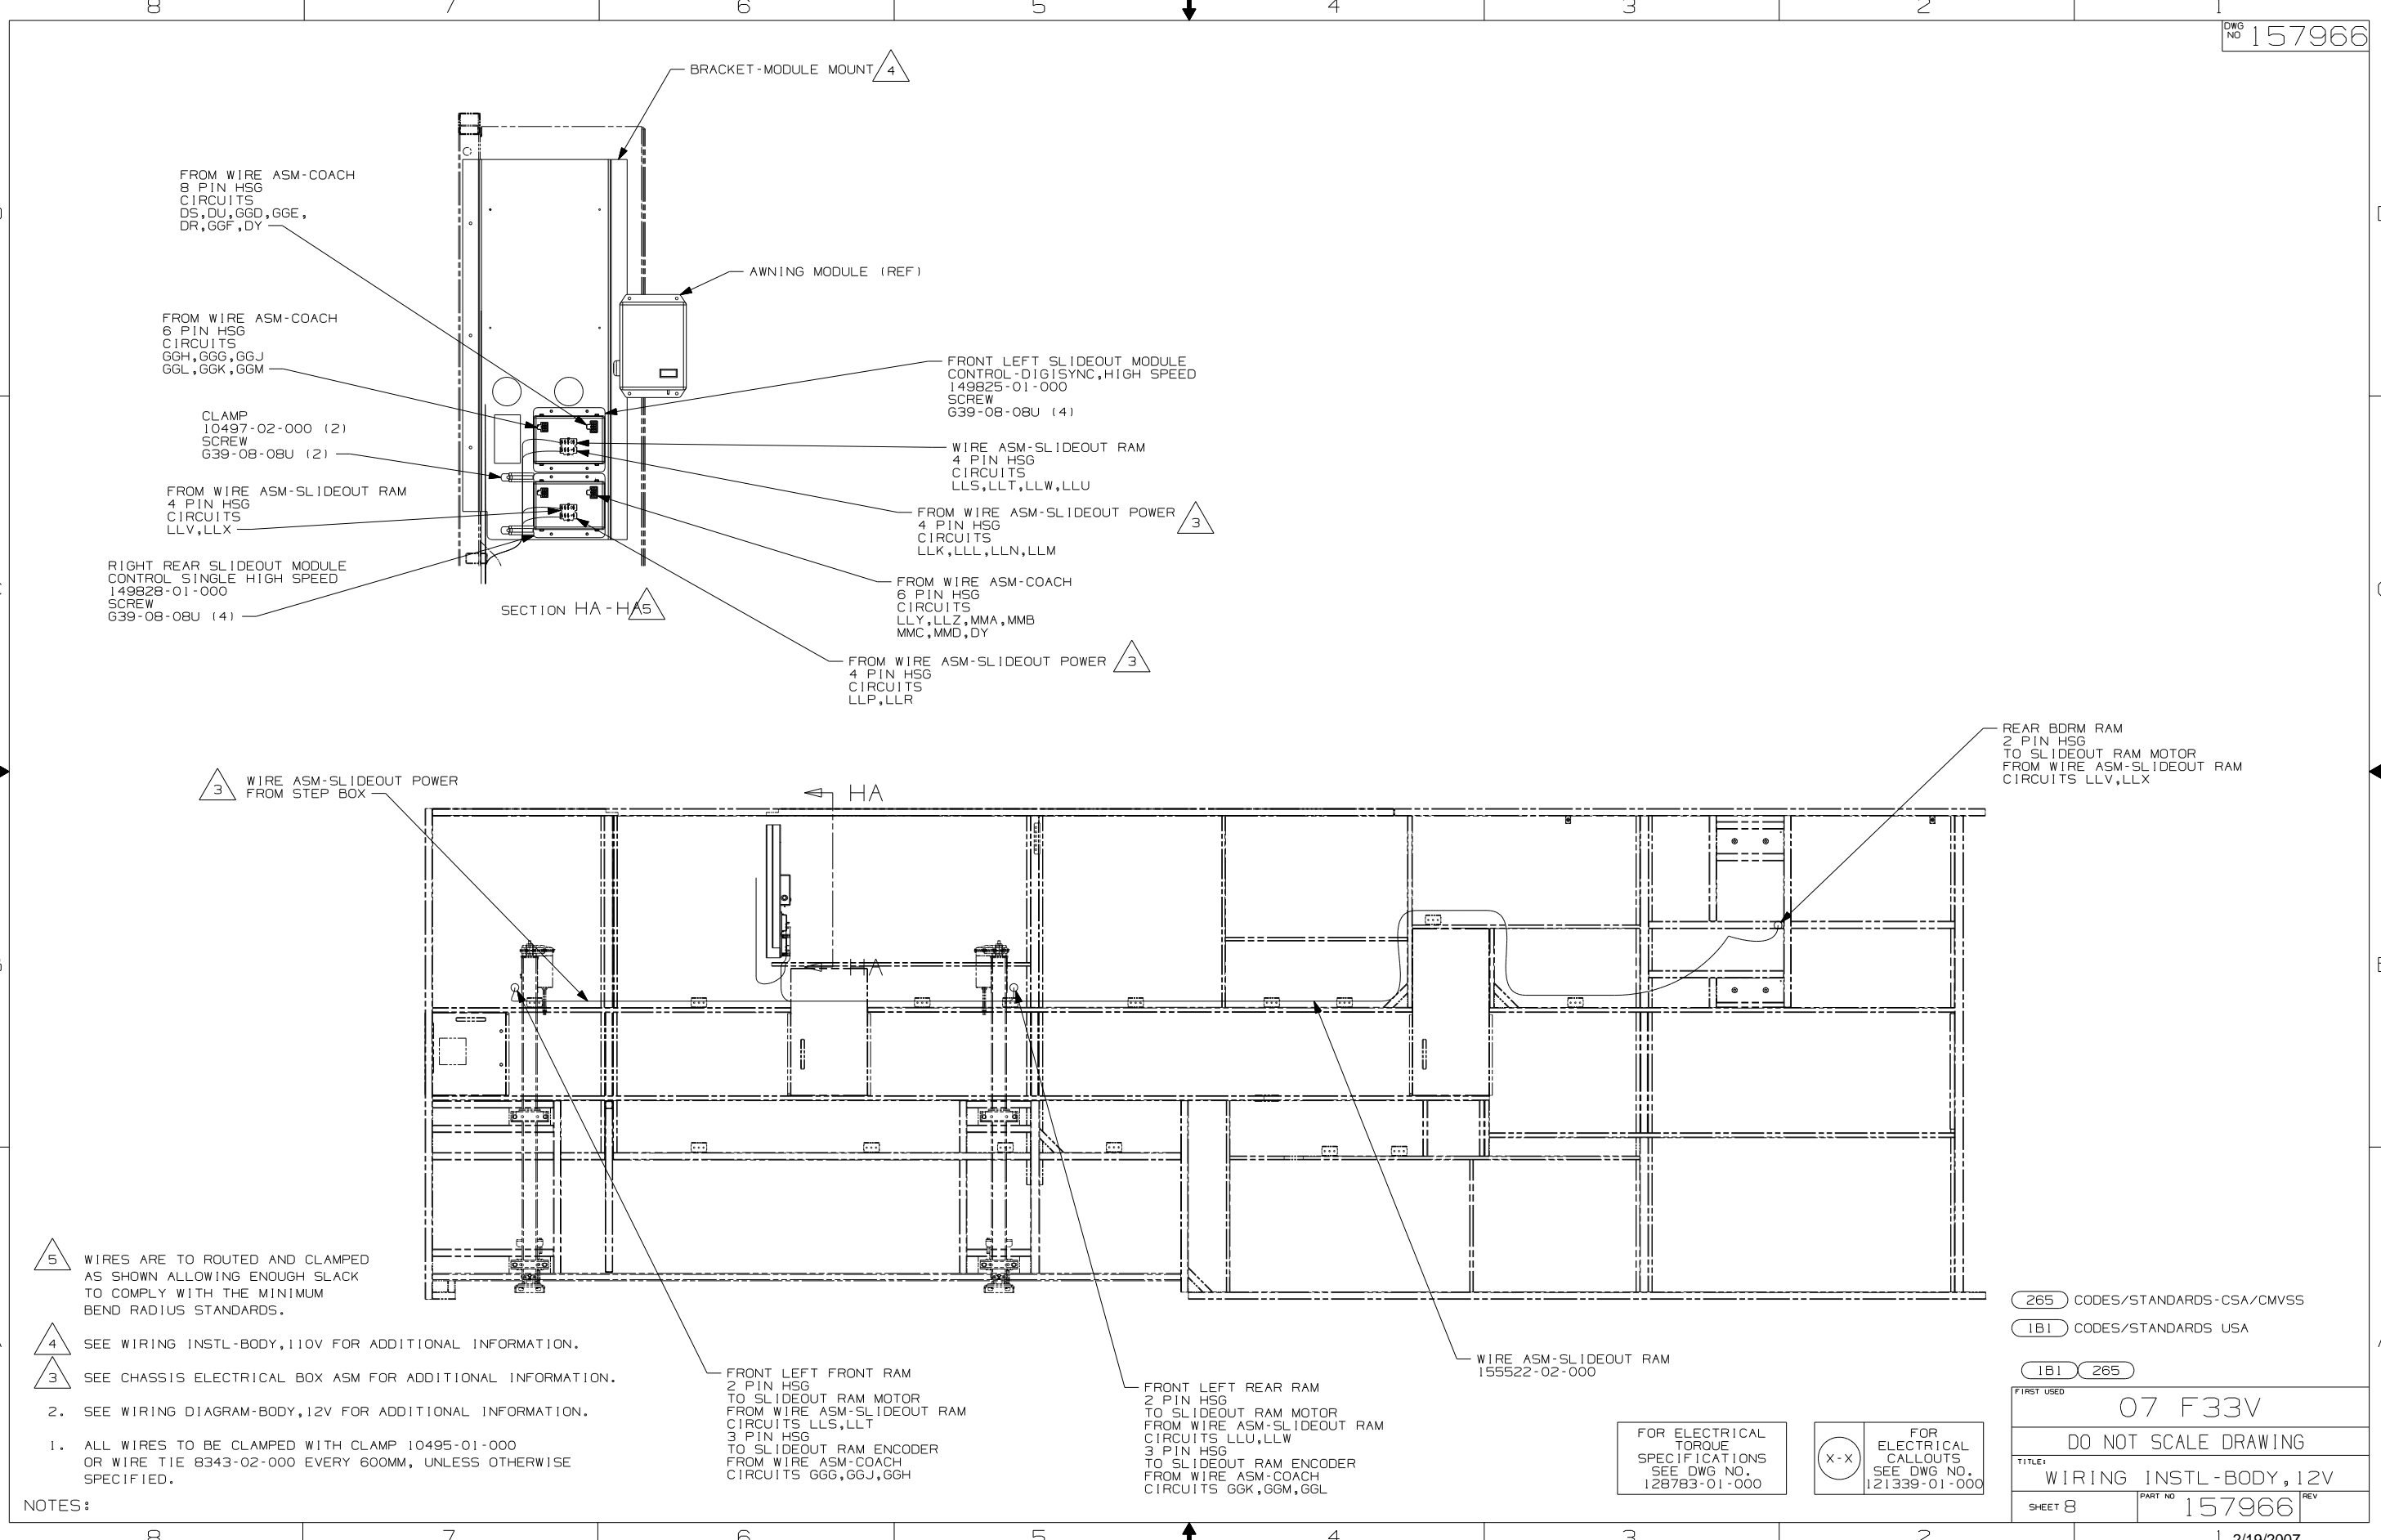 8 7 6 5 4 3 2 1
DWG NO 157966
BRACKET-MODULE MOUNT 4
FROM WIRE ASM-COACH
8 PIN HSG
CIRCUITS
DS,DU,GGD,GGE,
DR,GGF,DY
AWNING MODULE (REF)
FROM WIRE ASM-COACH
6 PIN HSG
CIRCUITS
GGH,GGG,GGJ
GGL,GGK,GGM
FRONT LEFT SLIDEOUT MODULE
CONTROL-DIGISYNC,HIGH SPEED
149825-01-000
SCREW
G39-08-08U (4)
CLAMP
10497-02-000 (2)
SCREW
G39-08-08U (2)
WIRE ASM-SLIDEOUT RAM
4 PIN HSG
CIRCUITS
LLS,LLT,LLW,LLU
FROM WIRE ASM-SLIDEOUT RAM
4 PIN HSG
CIRCUITS
LLV,LLX
FROM WIRE ASM-SLIDEOUT POWER 3
4 PIN HSG
CIRCUITS
LLK,LLL,LLN,LLM
RIGHT REAR SLIDEOUT MODULE
CONTROL SINGLE HIGH SPEED
149828-01-000
SCREW
G39-08-08U (4)
FROM WIRE ASM-COACH
6 PIN HSG
CIRCUITS
LLY,LLZ,MMA,MMB
MMC,MMD,DY
SECTION HA-HA 5
FROM WIRE ASM-SLIDEOUT POWER 3
4 PIN HSG
CIRCUITS
LLP,LLR
REAR BDRM RAM
2 PIN HSG
TO SLIDEOUT RAM MOTOR
FROM WIRE ASM-SLIDEOUT RAM
CIRCUITS LLV,LLX
3 WIRE ASM-SLIDEOUT POWER
FROM STEP BOX
HA
HA
5 WIRES ARE TO ROUTED AND CLAMPED
AS SHOWN ALLOWING ENOUGH SLACK
TO COMPLY WITH THE MINIMUM
BEND RADIUS STANDARDS.
4 SEE WIRING INSTL-BODY,110V FOR ADDITIONAL INFORMATION.
3 SEE CHASSIS ELECTRICAL BOX ASM FOR ADDITIONAL INFORMATION.
2. SEE WIRING DIAGRAM-BODY,12V FOR ADDITIONAL INFORMATION.
1. ALL WIRES TO BE CLAMPED WITH CLAMP 10495-01-000
OR WIRE TIE 8343-02-000 EVERY 600MM, UNLESS OTHERWISE
SPECIFIED.
NOTES:
FRONT LEFT FRONT RAM
2 PIN HSG
TO SLIDEOUT RAM MOTOR
FROM WIRE ASM-SLIDEOUT RAM
CIRCUITS LLS,LLT
3 PIN HSG
TO SLIDEOUT RAM ENCODER
FROM WIRE ASM-COACH
CIRCUITS GGG,GGJ,GGH
FRONT LEFT REAR RAM
2 PIN HSG
TO SLIDEOUT RAM MOTOR
FROM WIRE ASM-SLIDEOUT RAM
CIRCUITS LLU,LLW
3 PIN HSG
TO SLIDEOUT RAM ENCODER
FROM WIRE ASM-COACH
CIRCUITS GGK,GGM,GGL
WIRE ASM-SLIDEOUT RAM
155522-02-000
FOR ELECTRICAL
TORQUE
SPECIFICATIONS
SEE DWG NO.
128783-01-000
X-X
FOR
ELECTRICAL
CALLOUTS
SEE DWG NO.
121339-01-000
265 CODES/STANDARDS-CSA/CMVSS
1B1 CODES/STANDARDS USA
1B1 265
FIRST USED
07 F33V
DO NOT SCALE DRAWING
TITLE:
WIRING INSTL-BODY,12V
SHEET 8 PART NO 157966 REV
8 7 6 5 4 3 2 1
2/19/2007